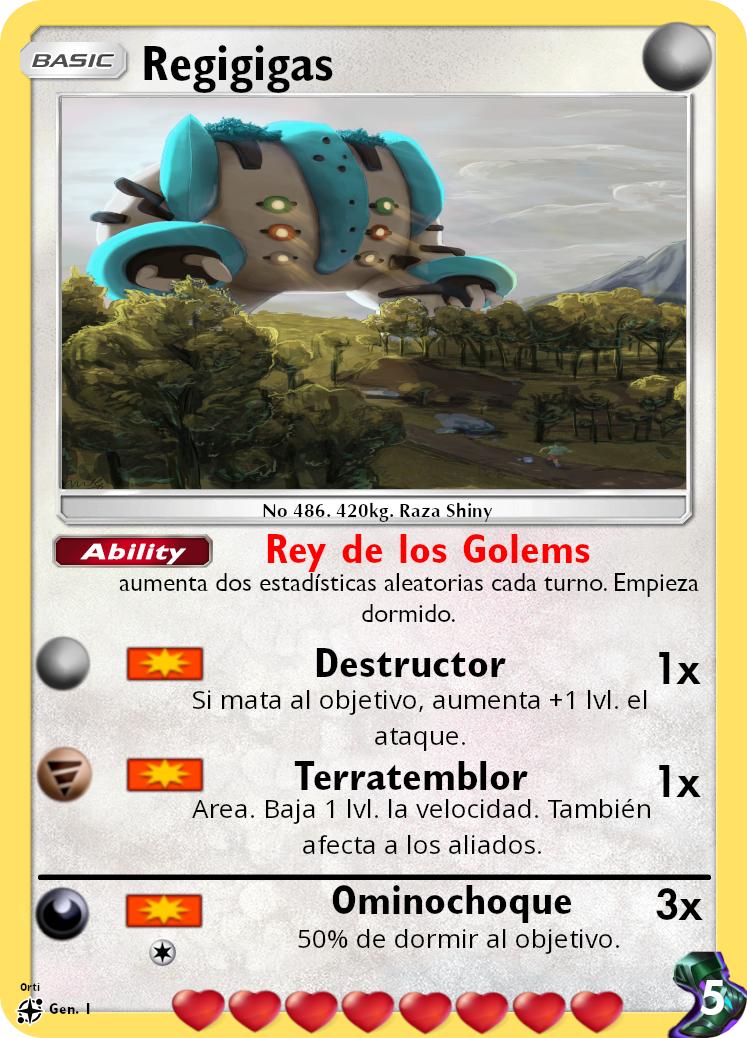 BASIC Regigigas
No 486. 420kg. Raza Shiny
Ability Rey de los Golems
aumenta dos estadísticas aleatorias cada turno. Empieza
dormido.
Destructor 1x
Si mata al objetivo, aumenta +1 lvl. el
ataque.
Terratemblor 1x
Area. Baja 1 lvl. la velocidad. También
afecta a los aliados.
Ominochoque 3x
50% de dormir al objetivo.
Orti
Gen. I
5